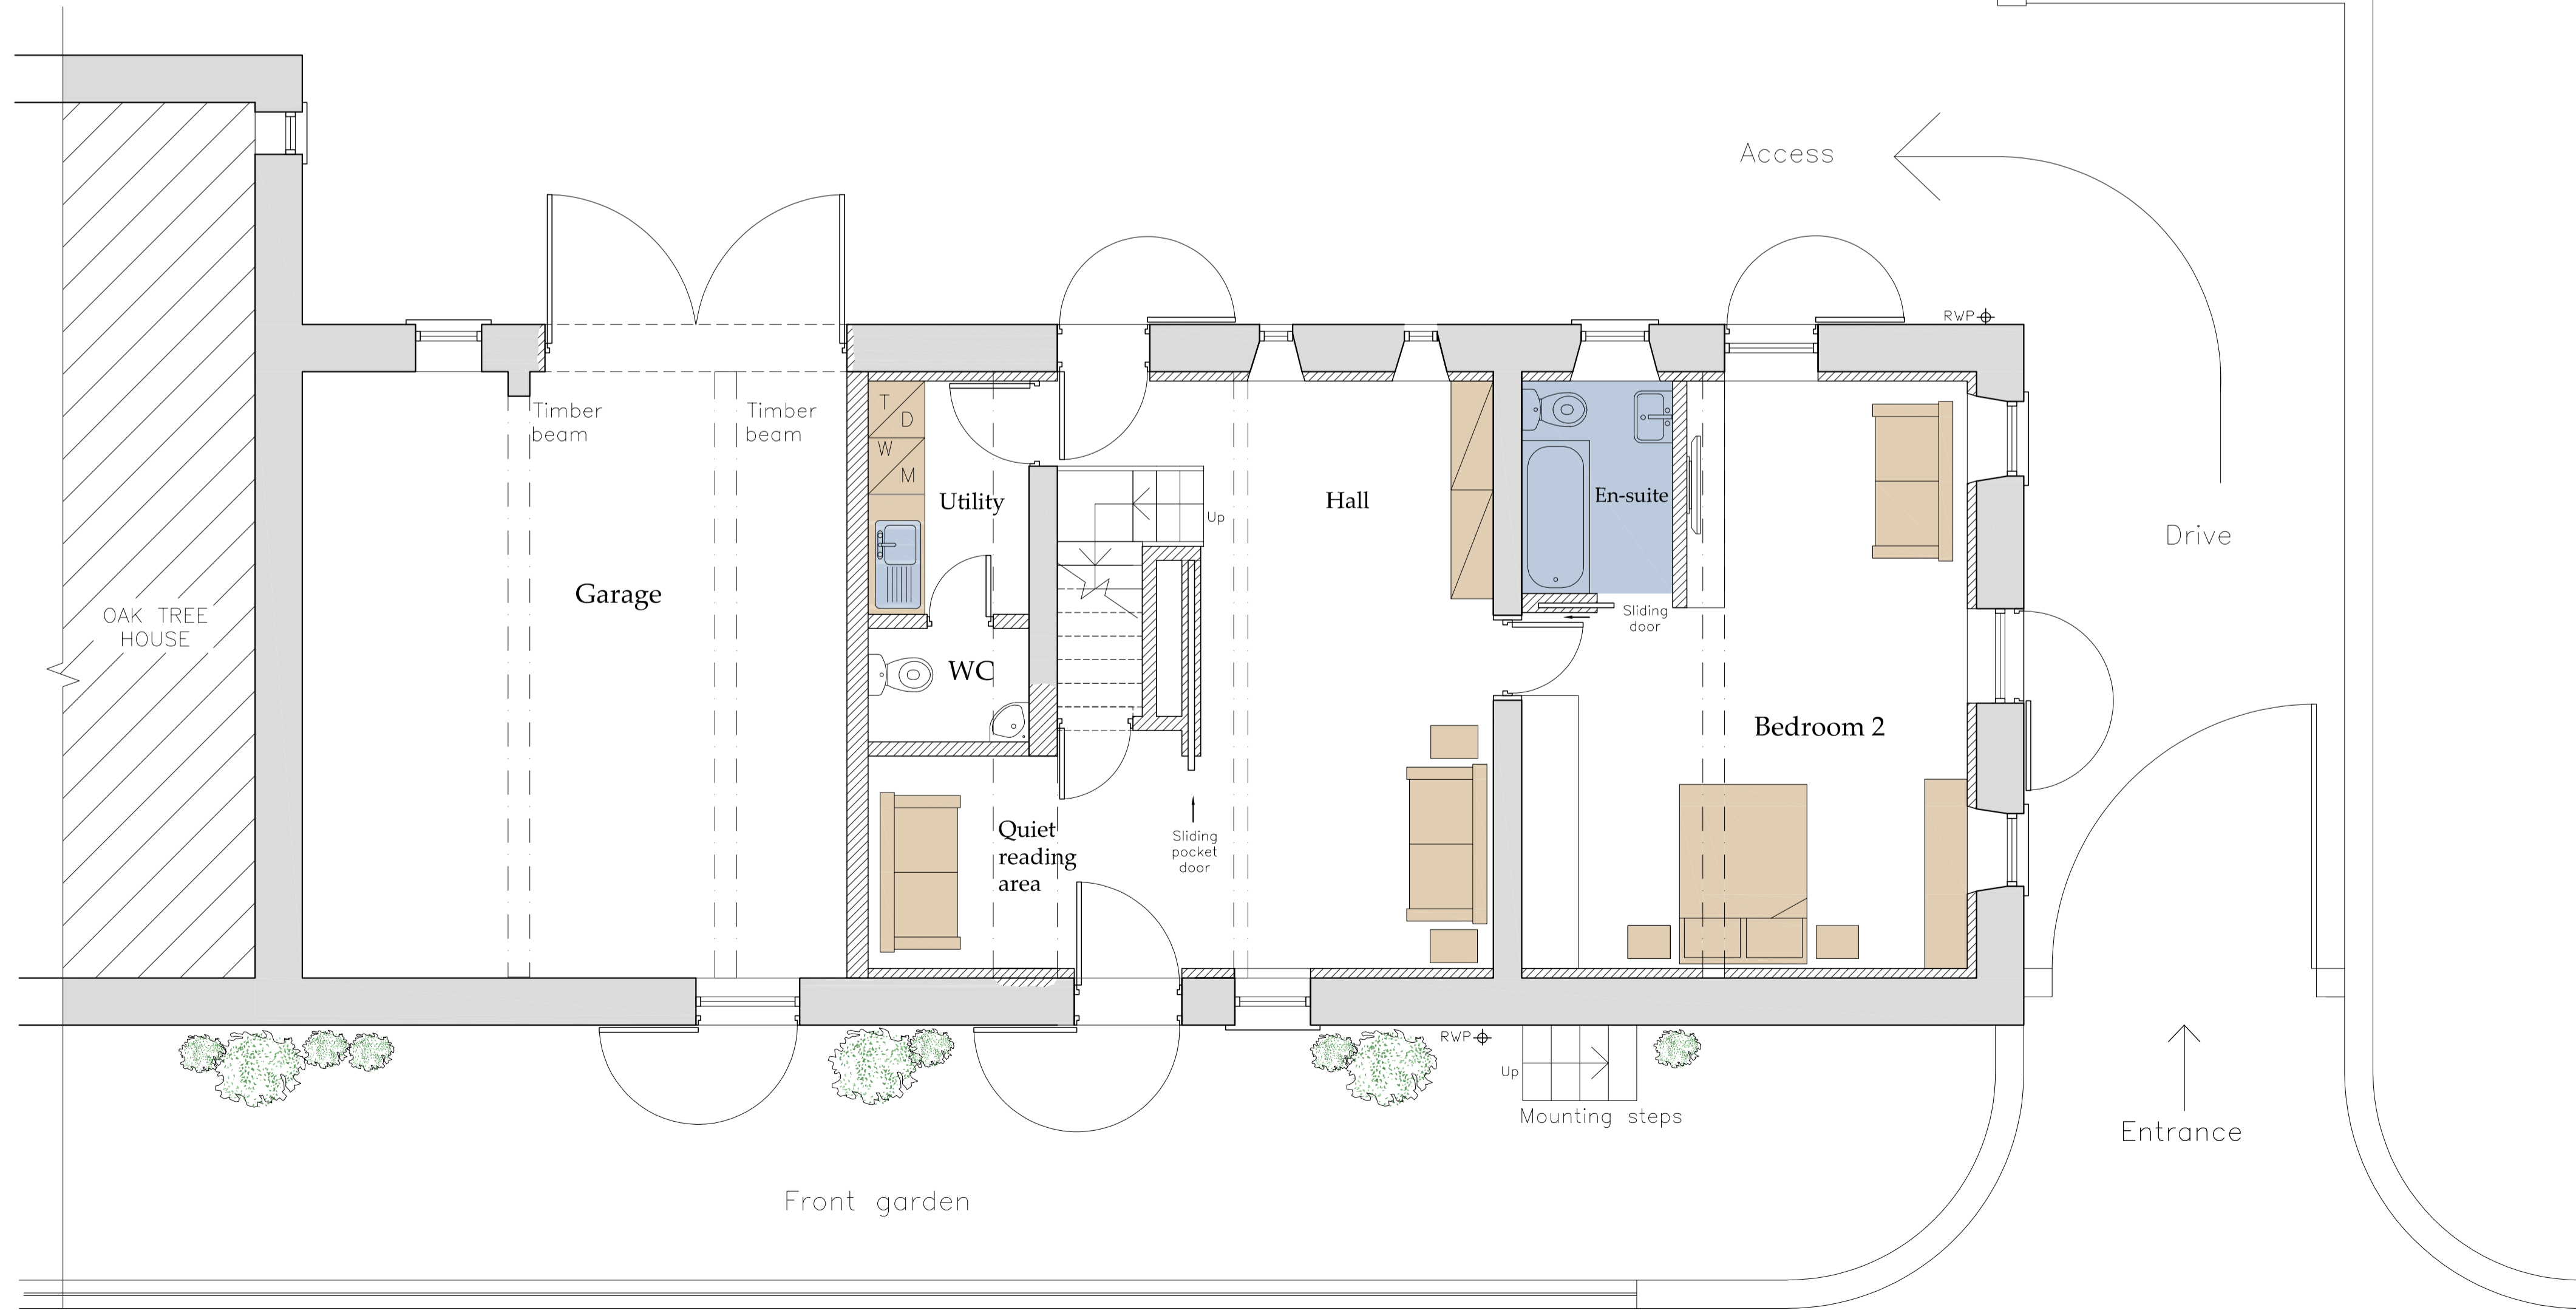 Access
RWP
Timber
beam
Timber
beam
T
D
W
M
Utility
Up
Hall
En-suite
Drive
Garage
OAK TREE
HOUSE
Sliding
door
WC
Bedroom 2
Quiet
reading
area
Sliding
pocket
door
RWP
Up
Mounting steps
Entrance
Front garden